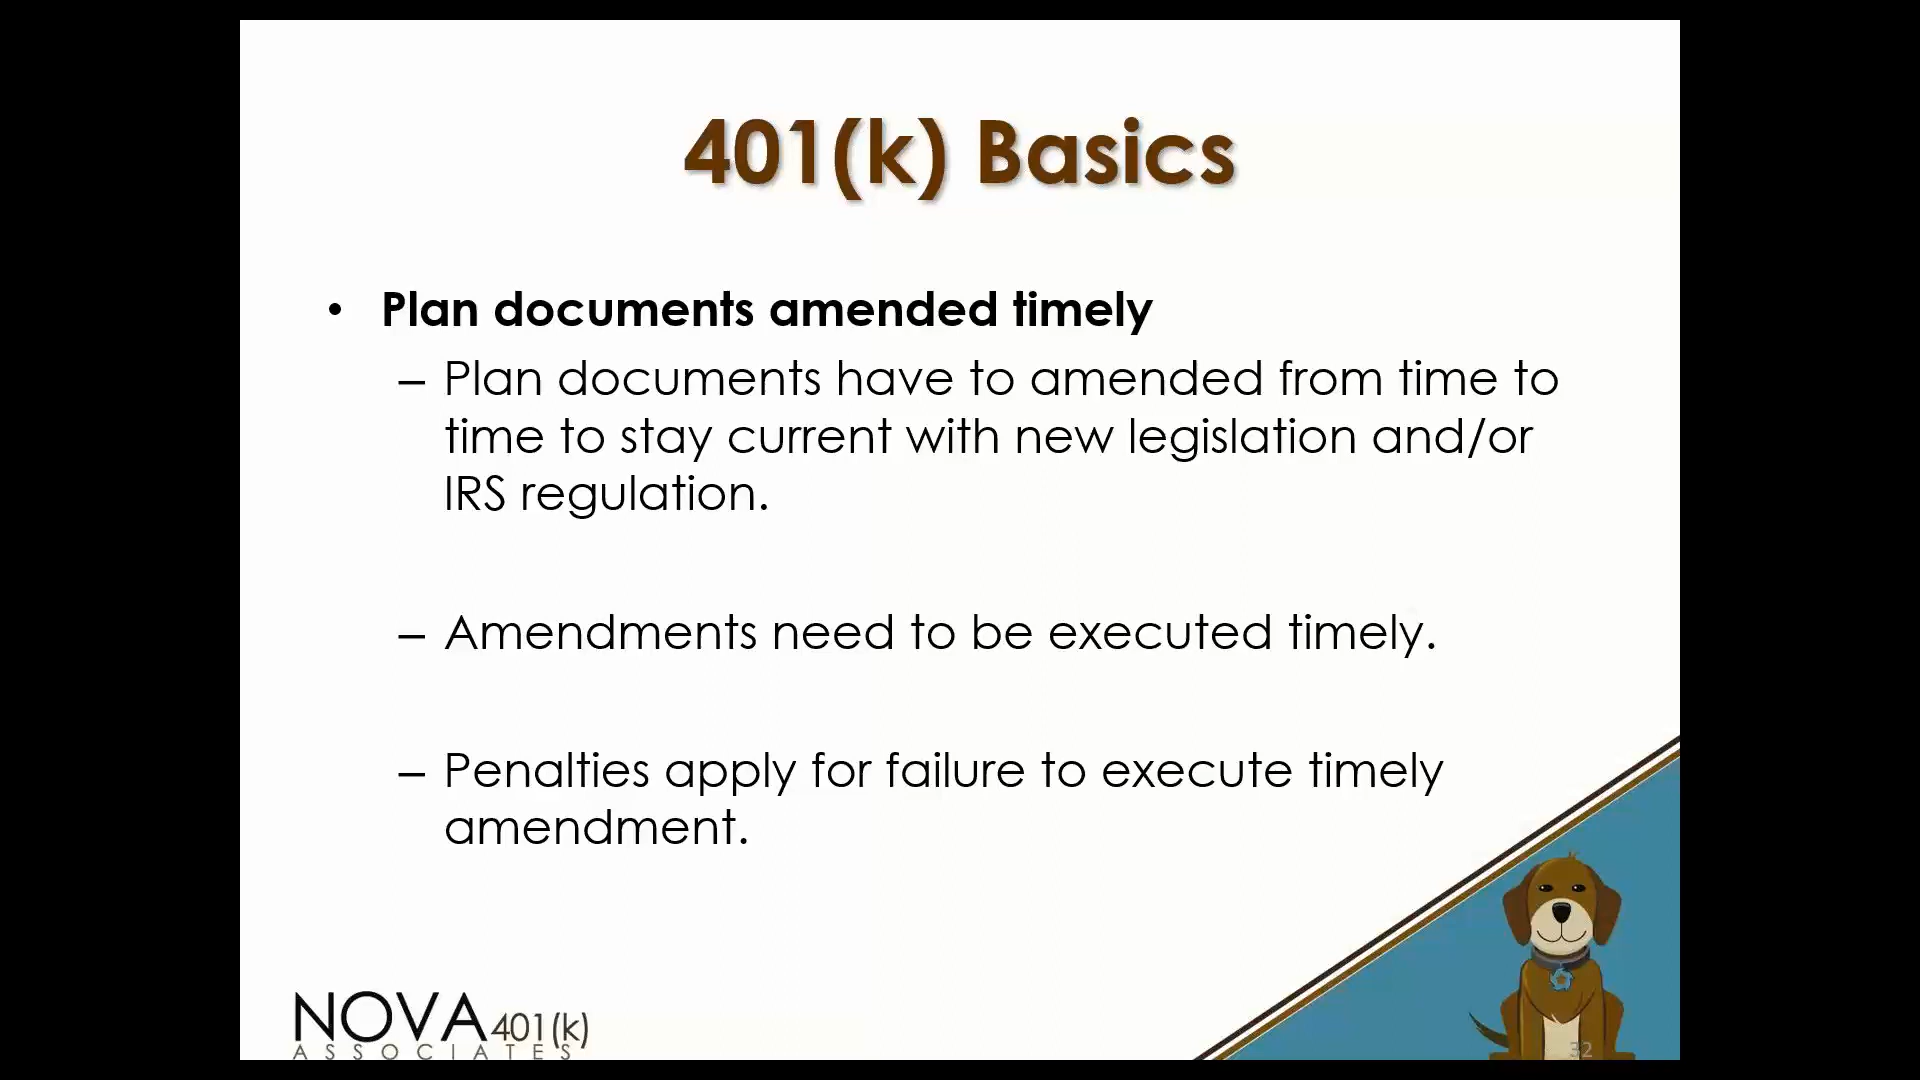 401(k) Basics
• Plan documents amended timely
– Plan documents have to amended from time to
time to stay current with new legislation and/or
IRS regulation.
– Amendments need to be executed timely.
– Penalties apply for failure to execute timely
amendment.
NOVA 401(k)
ASSOCIATES
32